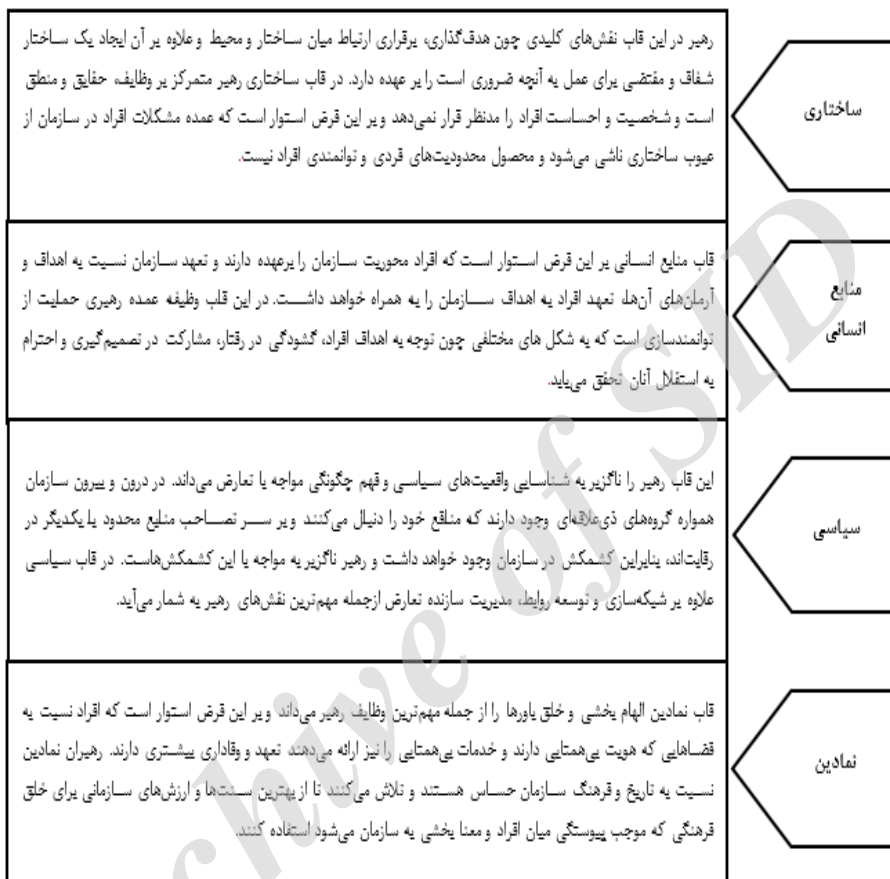 ساختاری
رهبر در این قاب نقش‌های کلیدی چون هدف‌گذاری، برقراری ارتباط میان ساختار و محیط و علاوه بر آن ایجاد یک ساختار
شفاف و مقتضی برای عمل به آنچه ضروری است را بر عهده دارد. در قاب ساختاری رهبر متمرکز بر وظایف، حقایق و منطق
است و شخصیت و احساست افراد را مدنظر قرار نمی‌دهد و بر این فرض استوار است که عمده مشکلات افراد در سازمان از
عیوب ساختاری ناشی می‌شود و محصول محدودیت‌های فردی و توانمندی افراد نیست.
منابع
انسانی
قاب منابع انسانی بر این فرض استوار است که افراد محوریت سازمان را برعهده دارند و تعهد سازمان نسبت به اهداف و
آرمان‌های آن‌ها، تعهد افراد به اهداف سازمان را به همراه خواهد داشت. در این قاب وظیفه عمده رهبری حمایت از
توانمندسازی است که به شکل های مختلفی چون توجه به اهداف افراد، گشودگی در رفتار، مشارکت در تصمیم‌گیری و احترام
به استقلال آنان تحقق می‌یابد.
سیاسی
این قاب رهبر را ناگزیر به شناسایی واقعیت‌های سیاسی و فهم چگونگی مواجه با تعارض می‌داند. در درون و بیرون سازمان
همواره گروه‌های ذی‌علاقه‌ای وجود دارند که منافع خود را دنبال می‌کنند و بر سر تصاحب منابع محدود با یکدیگر در
رقابت‌اند، بنابراین کشمکش در سازمان وجود خواهد داشت و رهبر ناگزیر به مواجه با این کشمکش‌هاست. در قاب سیاسی
علاوه بر شبکه‌سازی و توسعه روابط، مدیریت سازنده تعارض ازجمله مهم‌ترین نقش‌های رهبر به شمار می‌آید.
نمادین
قاب نمادین الهام بخشی و خلق باورها را از جمله مهم‌ترین وظایف رهبر می‌داند و بر این فرض استوار است که افراد نسبت به
فضاهایی که هویت بی‌همتایی دارند و خدمات بی‌همتایی را نیز ارائه می‌دهند تعهد و وفاداری بیشتری دارند. رهبران نمادین
نسبت به تاریخ و فرهنگ سازمان حساس هستند و تلاش می‌کنند تا از بهترین سنت‌ها و ارزش‌های سازمانی برای خلق
فرهنگی که موجب پیوستگی میان افراد و معنا بخشی به سازمان می‌شود استفاده کنند.
chive of SID